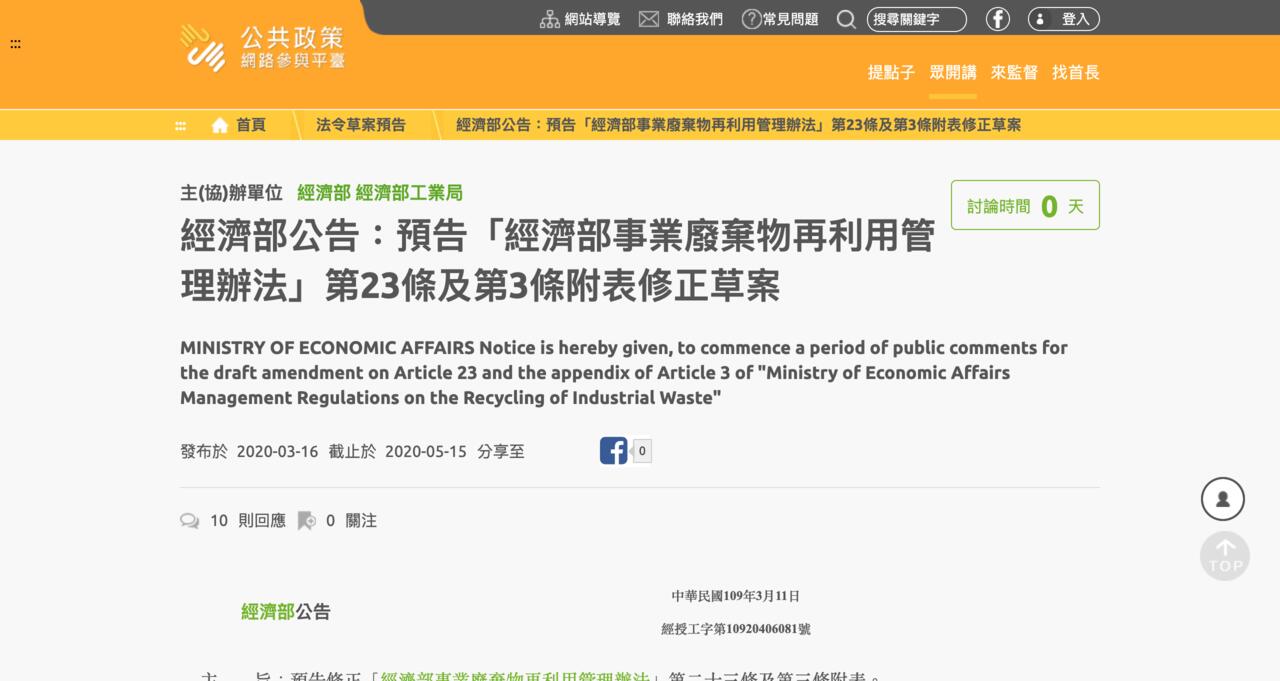 網站導覽 聯絡我們 常見問題 搜尋關鍵字 登入
:::
公共政策
網路參與平臺
提點子 眾開講 來監督 找首長
::: 首頁 法令草案預告 經濟部公告：預告「經濟部事業廢棄物再利用管理辦法」第23條及第3條附表修正草案
主(協)辦單位 經濟部 經濟部工業局
討論時間 0 天
經濟部公告：預告「經濟部事業廢棄物再利用管
理辦法」第23條及第3條附表修正草案
MINISTRY OF ECONOMIC AFFAIRS Notice is hereby given, to commence a period of public comments for
the draft amendment on Article 23 and the appendix of Article 3 of "Ministry of Economic Affairs
Management Regulations on the Recycling of Industrial Waste"
發布於 2020-03-16 截止於 2020-05-15 分享至 0
10 則回應 0 關注
TOP
中華民國109年3月11日
經濟部公告
經授工字第10920406081號
主 旨：預告修正「經濟部事業廢棄物再利用管理辦法」第二十三條及第三條附表。